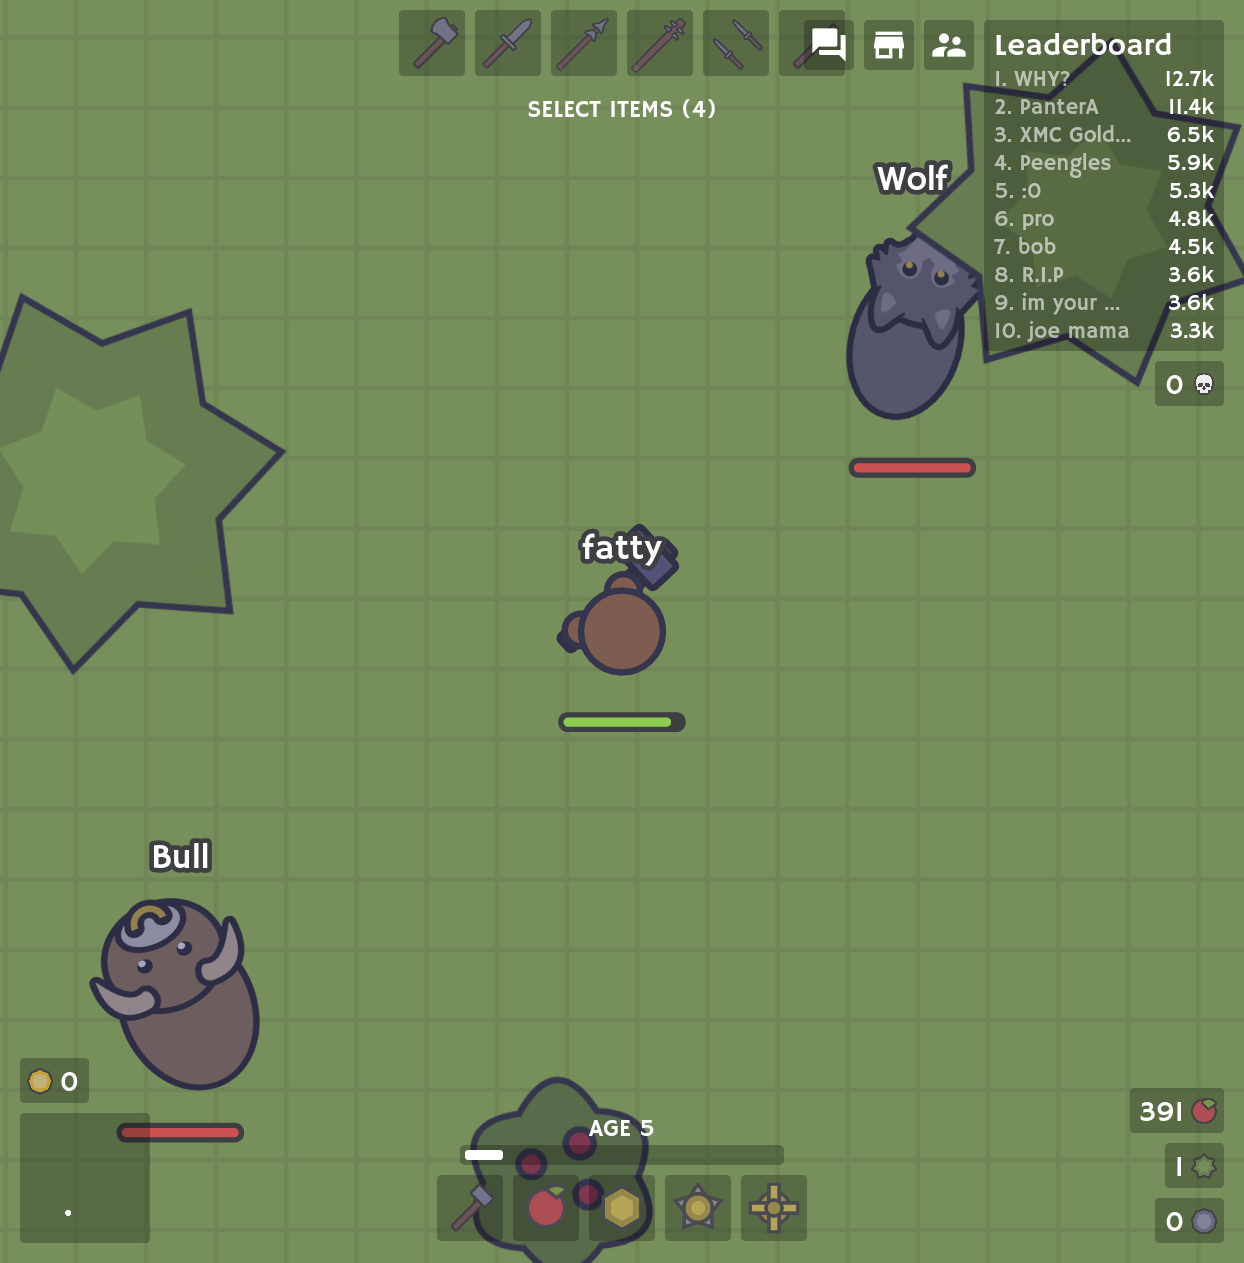 SELECT ITEMS (4)
Leaderboard
1. WHY? 12.7k
2. PanterA 11.4k
3. XMC Gold... 6.5k
4. Peengles 5.9k
5. :0 5.3k
6. pro 4.8k
7. bob 4.5k
8. R.I.P 3.6k
9. im your ... 3.6k
10. joe mama 3.3k
Wolf
0
fatty
Bull
0
391
AGE 5
1
0